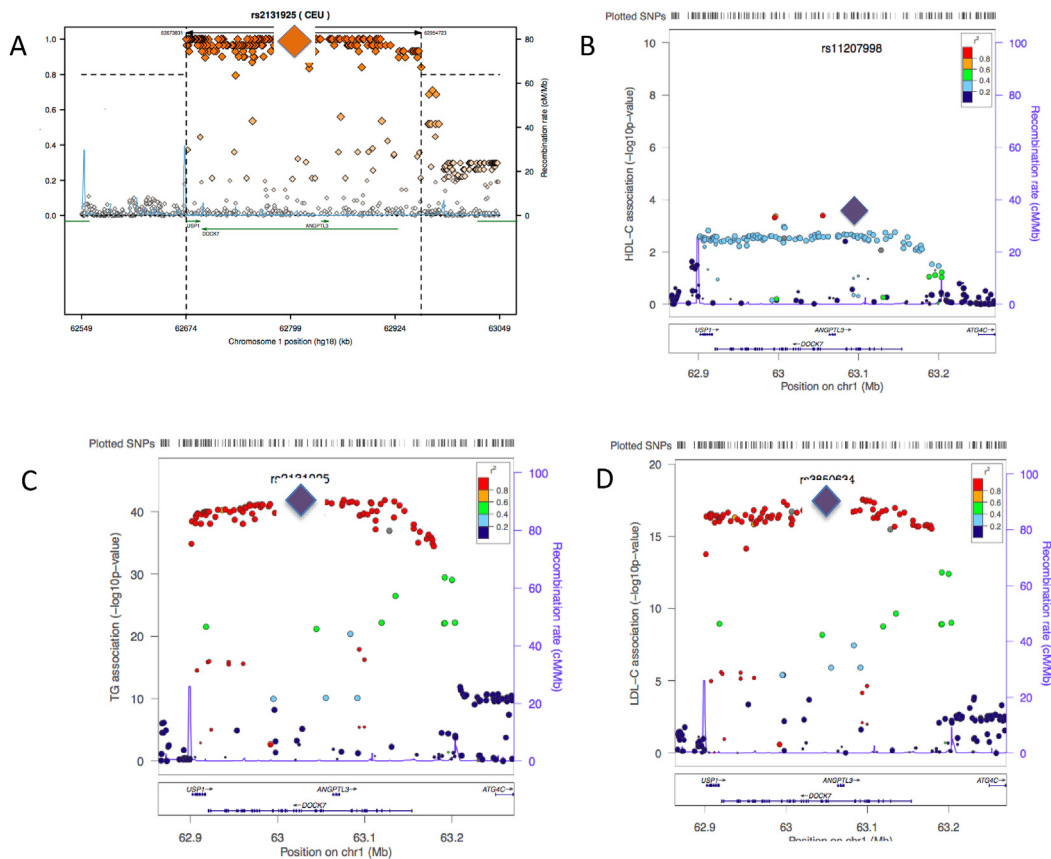 A
rs2131925 ( CEU )
62673831
62954723
1.0
0.8
0.6
0.4
0.2
0.0
80
60
40
20
0
Recombination rate (cM/Mb)
USP1
ANGPTL3
DOCK7
62549
62674
62799
62924
63049
Chromosome 1 position (hg18) (kb)
B
Plotted SNPs
rs11207998
r²
0.8
0.6
0.4
0.2
10
8
6
4
2
0
HDL-C association (−log10p-value)
100
80
60
40
20
0
Recombination rate (cM/Mb)
USP1→
ANGPTL3→
ATG4C→
←DOCK7
62.9
63
63.1
63.2
Position on chr1 (Mb)
C
Plotted SNPs
rs2131925
r²
0.8
0.6
0.4
0.2
40
30
20
10
0
TG association (−log10p-value)
100
80
60
40
20
0
Recombination rate (cM/Mb)
USP1→
ANGPTL3→
ATG4C→
←DOCK7
62.9
63
63.1
63.2
Position on chr1 (Mb)
D
Plotted SNPs
rs3850634
r²
0.8
0.6
0.4
0.2
20
15
10
5
0
LDL-C association (−log10p-value)
100
80
60
40
20
0
Recombination rate (cM/Mb)
USP1→
ANGPTL3→
ATG4C→
←DOCK7
62.9
63
63.1
63.2
Position on chr1 (Mb)